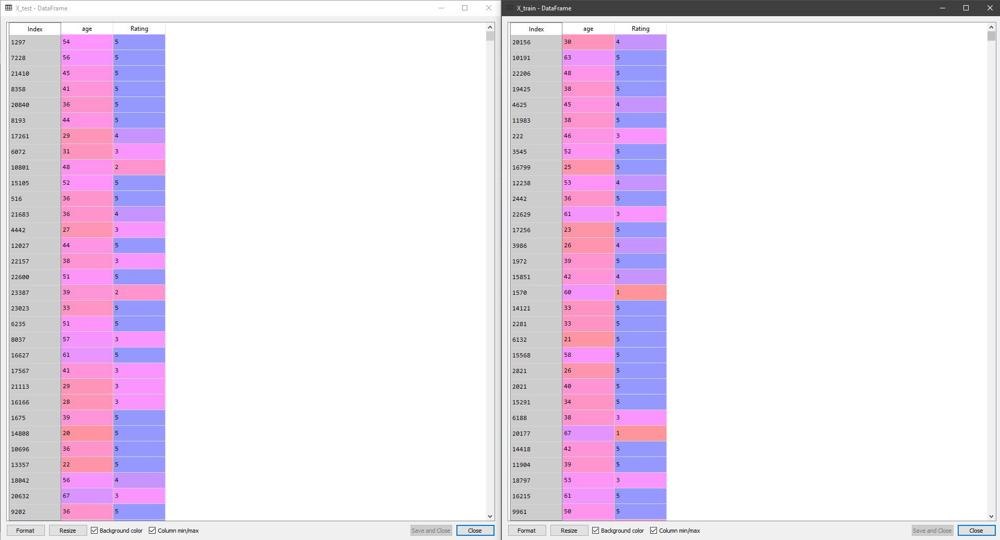 X_test - DataFrame
Index age Rating
1297 54 5
7228 56 5
21410 45 5
8358 41 5
20840 36 5
8193 44 5
17261 29 4
6072 31 3
10801 48 2
15105 52 5
516 36 5
21683 36 4
4442 27 3
12027 44 5
22157 38 3
22600 51 5
23387 39 2
23023 33 5
6235 51 5
8037 57 3
16627 61 5
17567 41 3
21113 29 3
16166 28 3
1675 39 5
14808 20 5
10696 36 5
13357 22 5
18042 56 4
20632 67 3
9202 36 5
Format Resize Background color Column min/max Save and Close Close
X_train - DataFrame
Index age Rating
20156 30 4
10191 63 5
22206 48 5
19425 38 5
4625 45 4
11983 38 5
222 46 3
3545 52 5
16799 25 5
12238 53 4
2442 36 5
22629 61 3
17256 23 5
3986 26 4
1972 39 5
15851 42 4
1570 60 1
14121 33 5
2281 33 5
6132 21 5
15568 58 5
2821 26 5
2021 40 5
15291 34 5
6188 38 3
20177 67 1
14418 42 5
11904 39 5
18797 53 3
16215 61 5
9961 50 5
Format Resize Background color Column min/max Save and Close Close